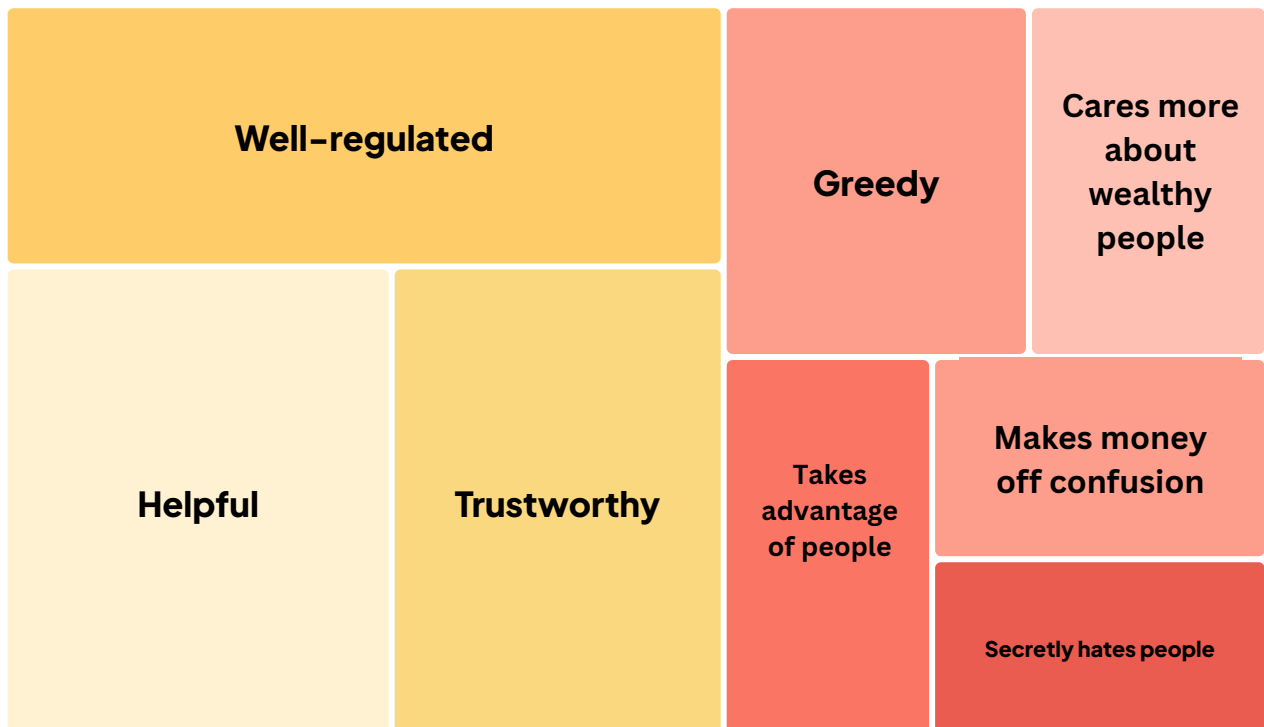 Well-regulated
Greedy
Cares more
about
wealthy
people
Helpful
Trustworthy
Takes
advantage
of people
Makes money
off confusion
Secretly hates people